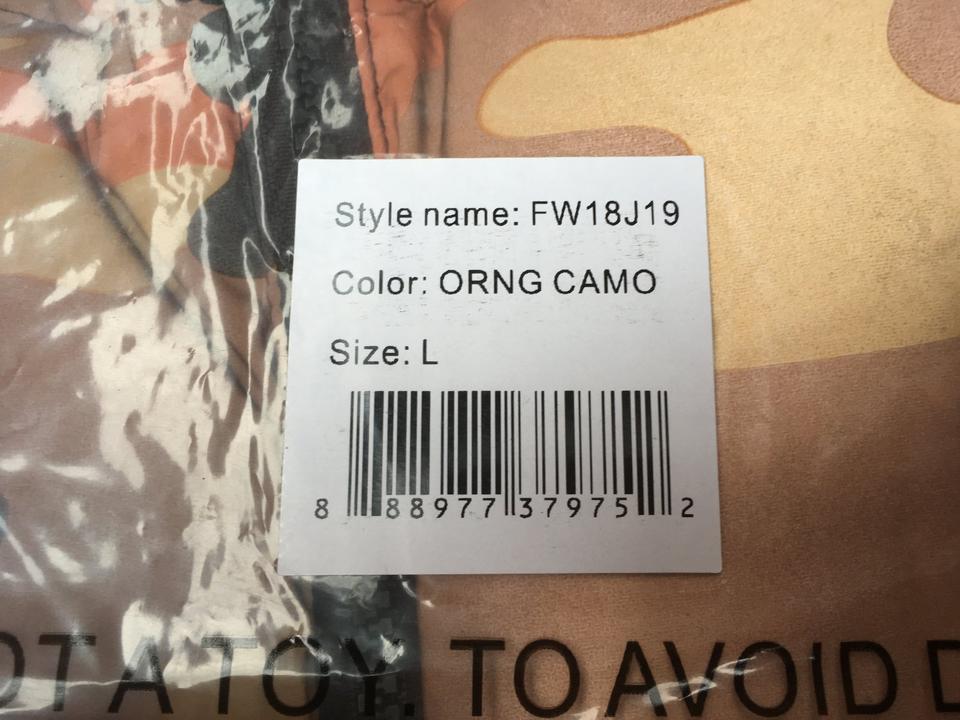 Style name: FW18J19
Color: ORNG CAMO
Size: L
8 88977 37975 2
OT A TOY. TO AVOID D